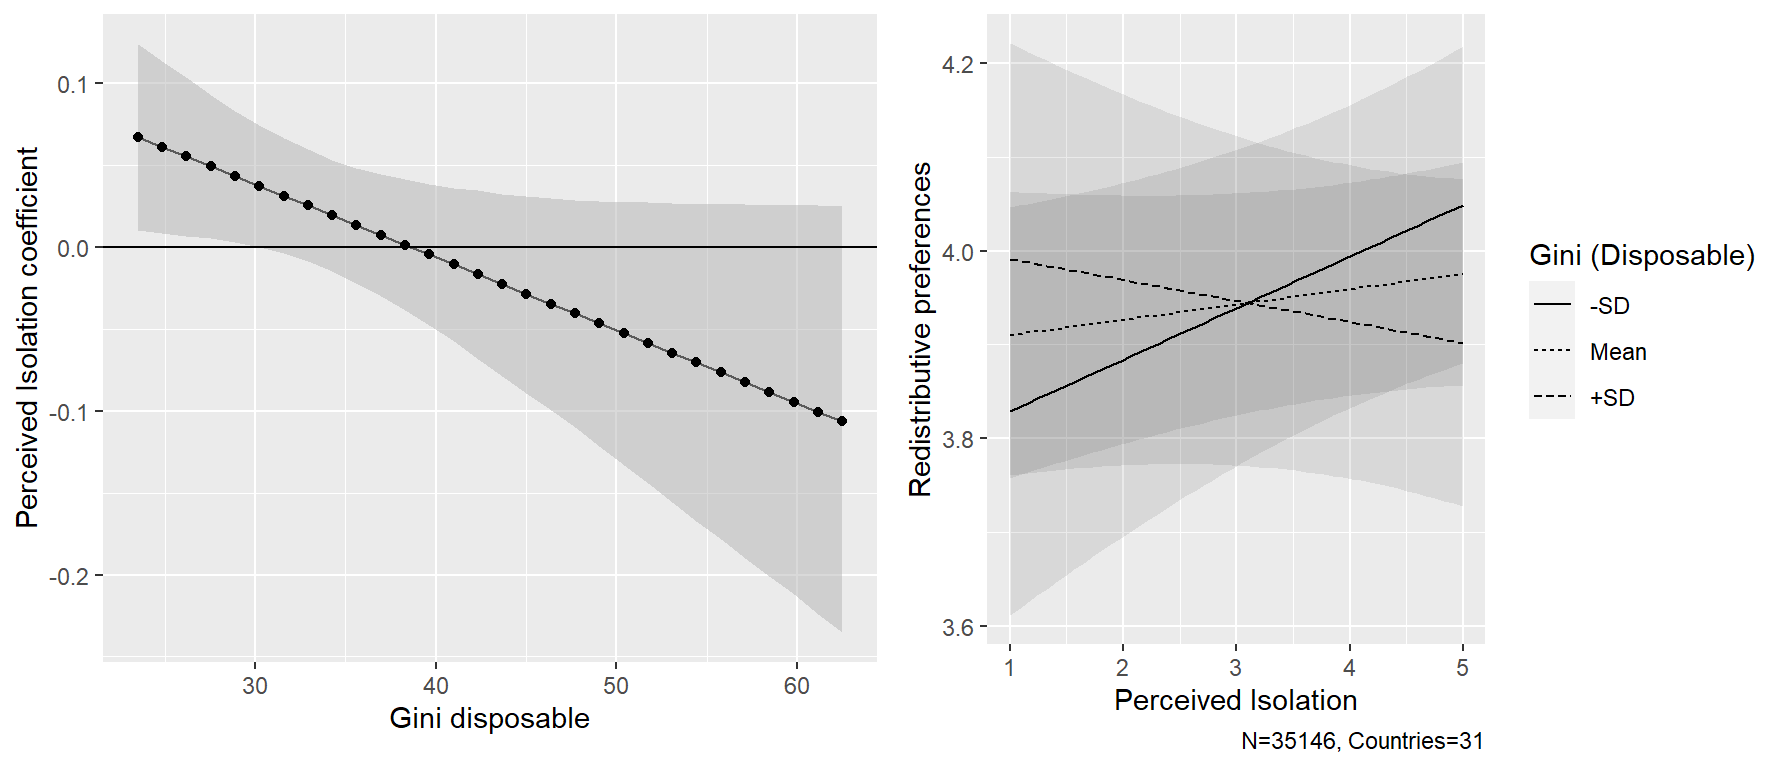 Perceived Isolation coefficient
0.1
0.0
-0.1
-0.2
30 40 50 60
Gini disposable
Redistributive preferences
4.2
4.0
3.8
3.6
1 2 3 4 5
Perceived Isolation
N=35146, Countries=31
Gini (Disposable)
-SD
Mean
+SD